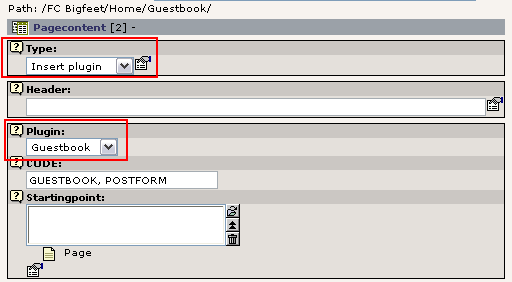 Path: /FC Bigfeet/Home/Guestbook/
Pagecontent [2] -
? Type:
Insert plugin
? Header:
? Plugin:
Guestbook
? CODE:
GUESTBOOK, POSTFORM
? Startingpoint:
Page